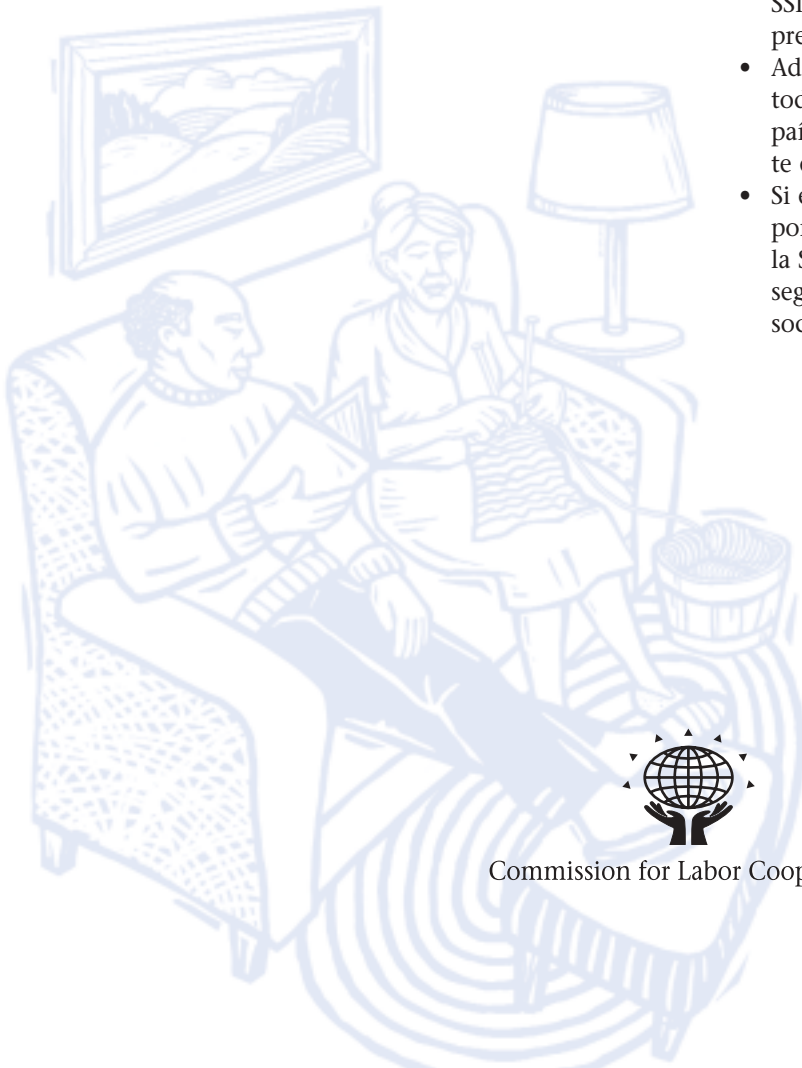 SSI
pre
• Ad
toc
paí
te
• Si e
por
la S
seg
soc
Commission for Labor Coop